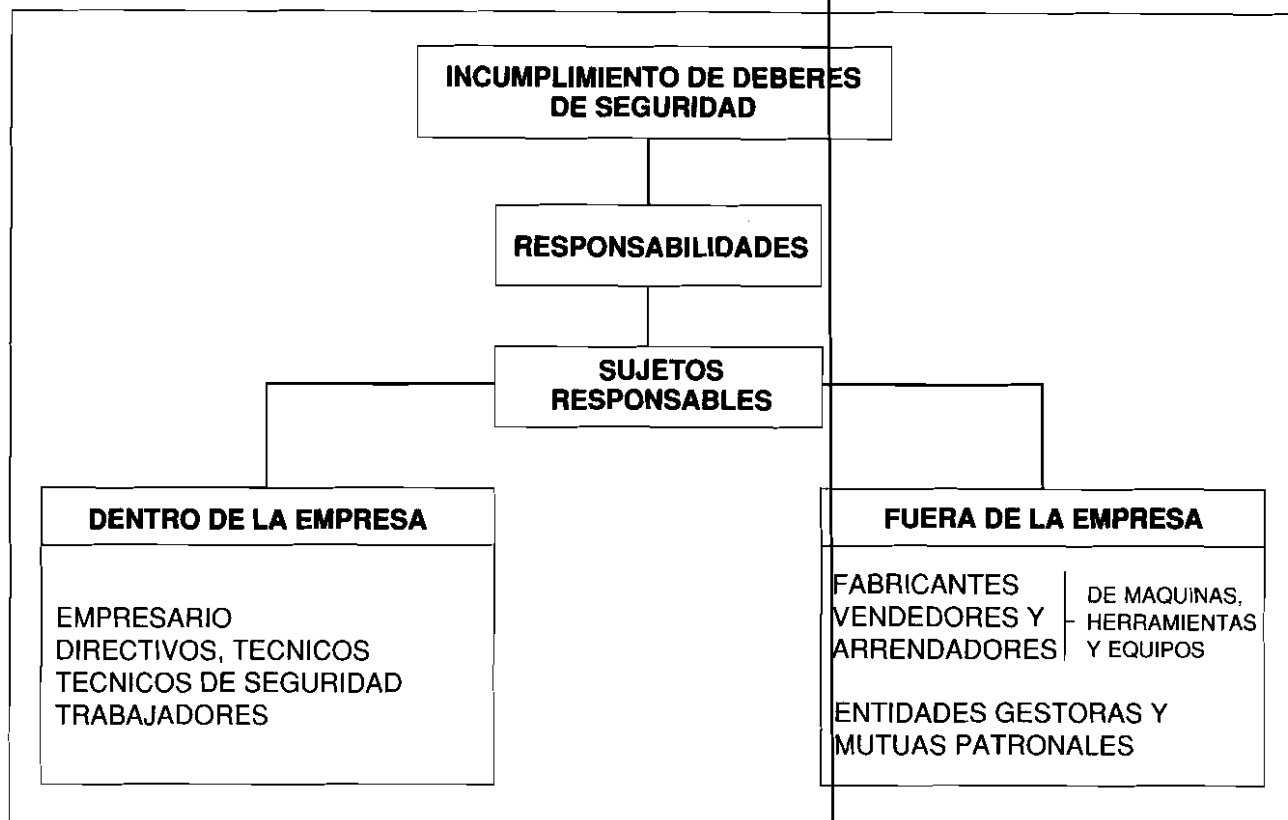 INCUMPLIMIENTO DE DEBERES
DE SEGURIDAD
RESPONSABILIDADES
SUJETOS
RESPONSABLES
DENTRO DE LA EMPRESA
EMPRESARIO
DIRECTIVOS, TECNICOS
TECNICOS DE SEGURIDAD
TRABAJADORES
FUERA DE LA EMPRESA
FABRICANTES
VENDEDORES Y
ARRENDADORES
DE MAQUINAS,
HERRAMIENTAS
Y EQUIPOS
ENTIDADES GESTORAS Y
MUTUAS PATRONALES